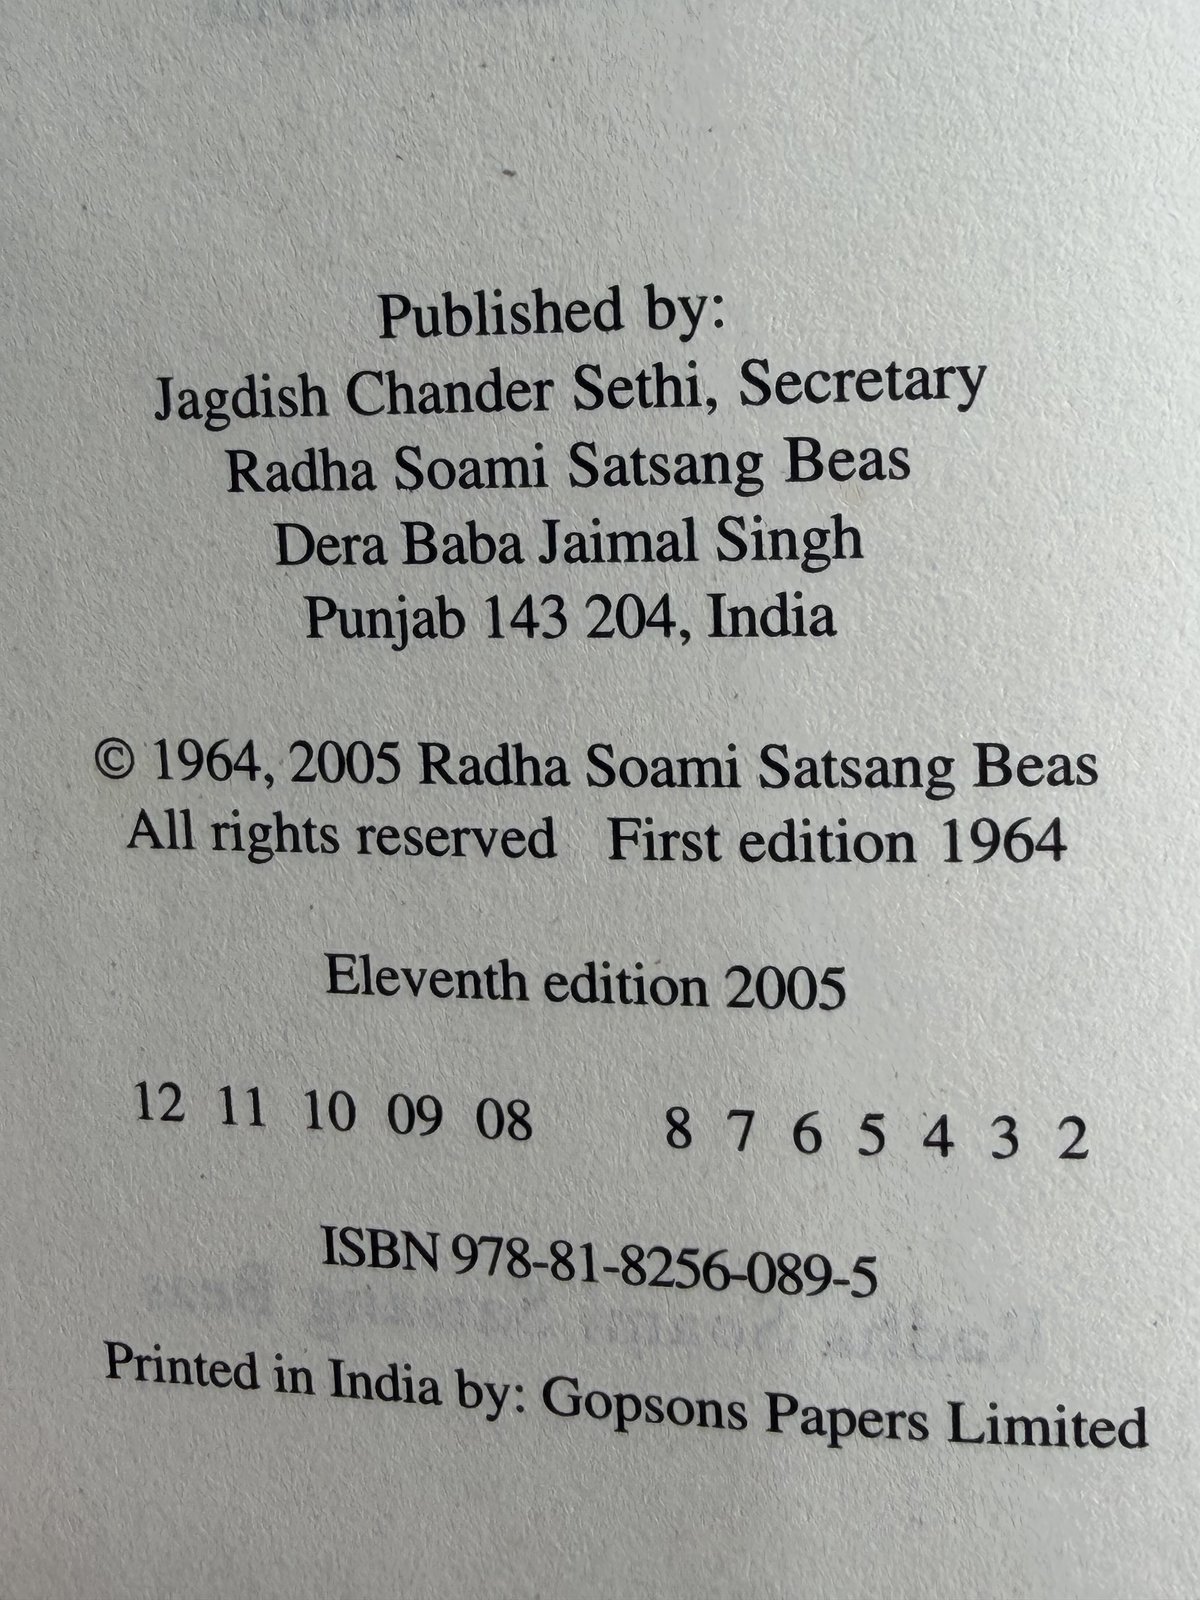 Published by:
Jagdish Chander Sethi, Secretary
Radha Soami Satsang Beas
Dera Baba Jaimal Singh
Punjab 143 204, India
© 1964, 2005 Radha Soami Satsang Beas
All rights reserved First edition 1964
Eleventh edition 2005
12 11 10 09 08 8 7 6 5 4 3 2
ISBN 978-81-8256-089-5
Printed in India by: Gopsons Papers Limited